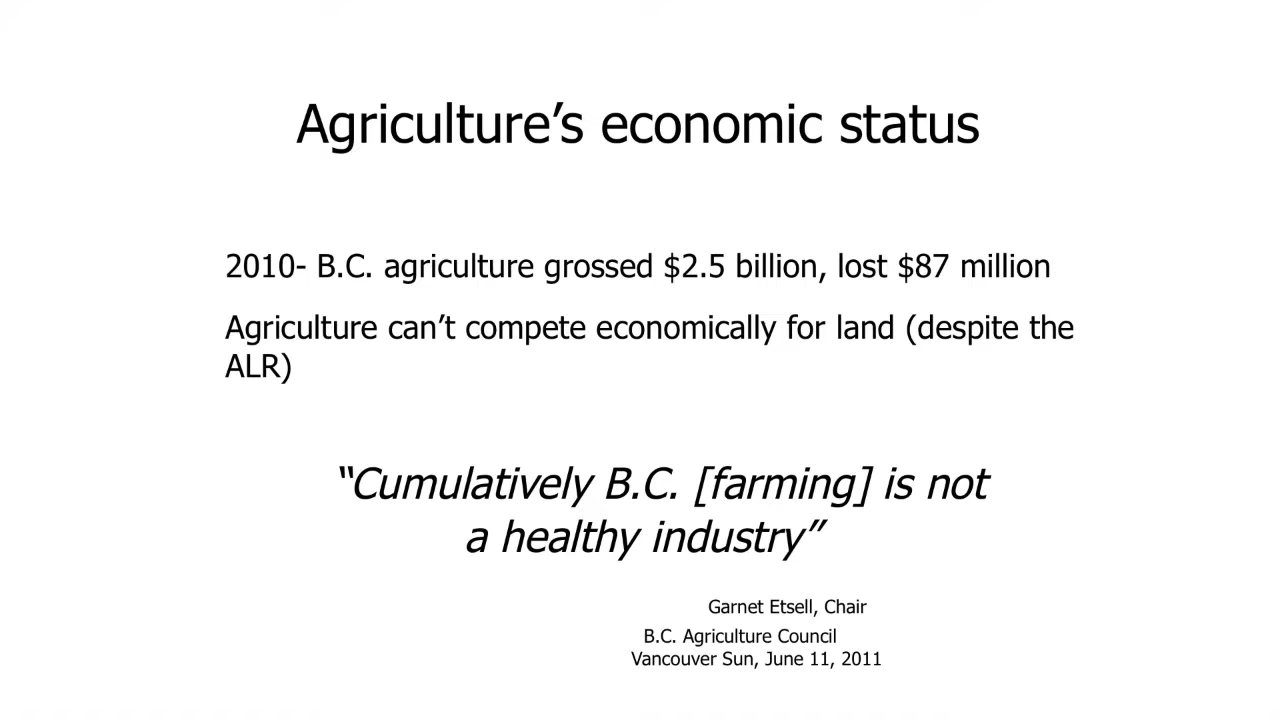 Agriculture’s economic status
2010- B.C. agriculture grossed $2.5 billion, lost $87 million
Agriculture can’t compete economically for land (despite the
ALR)
“Cumulatively B.C. [farming] is not
a healthy industry”
Garnet Etsell, Chair
B.C. Agriculture Council
Vancouver Sun, June 11, 2011